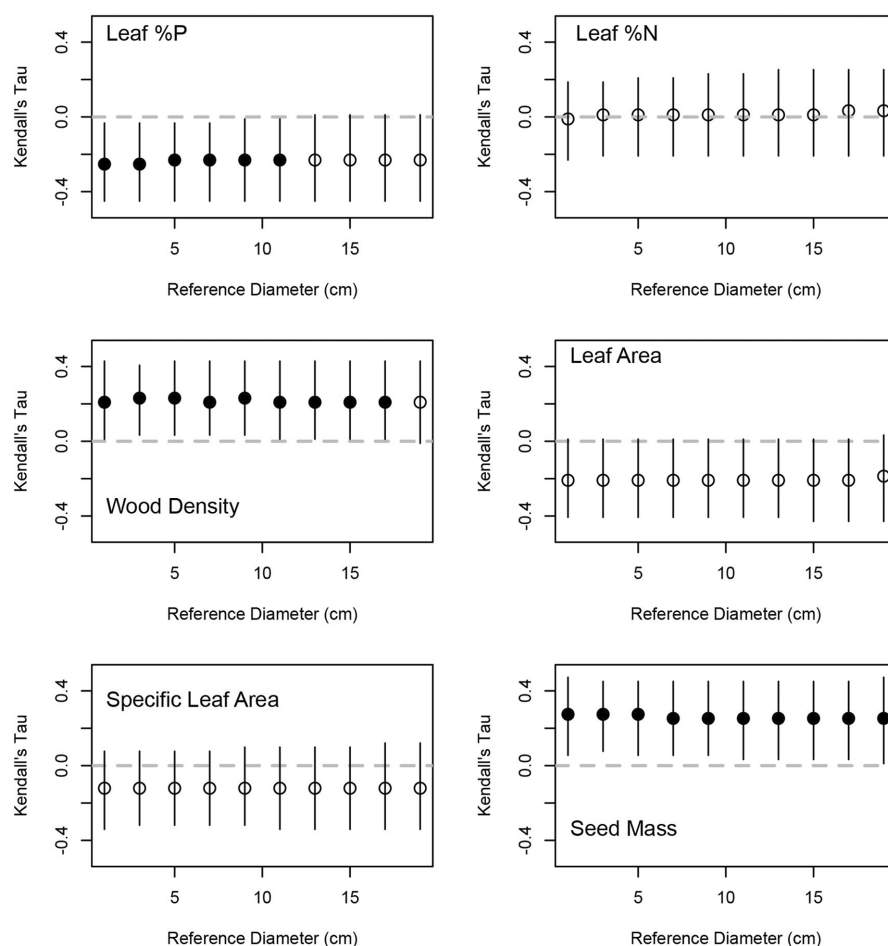 Leaf %P
Kendall's Tau
0.4
0.0
-0.4
5
10
15
Reference Diameter (cm)
Leaf %N
Kendall's Tau
0.4
0.0
-0.4
5
10
15
Reference Diameter (cm)
Wood Density
Kendall's Tau
0.4
0.0
-0.4
5
10
15
Reference Diameter (cm)
Leaf Area
Kendall's Tau
0.4
0.0
-0.4
5
10
15
Reference Diameter (cm)
Specific Leaf Area
Kendall's Tau
0.4
0.0
-0.4
5
10
15
Reference Diameter (cm)
Seed Mass
Kendall's Tau
0.4
0.0
-0.4
5
10
15
Reference Diameter (cm)